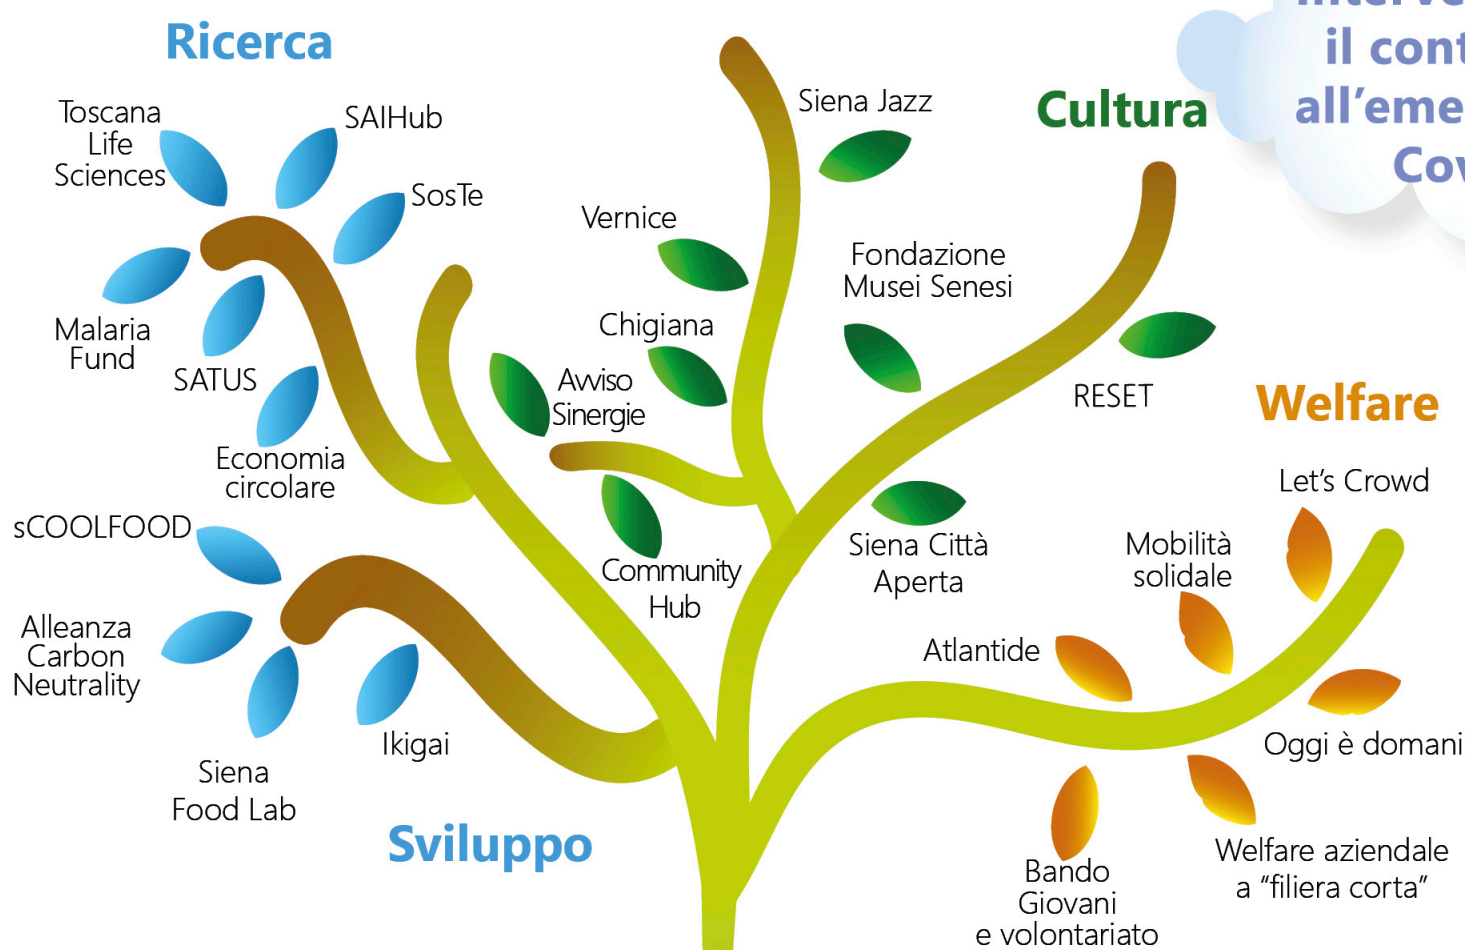 Ricerca
Toscana
Life
Sciences
SAIHub
SosTe
Malaria
Fund
SATUS
Economia
circolare
sCOOLFOOD
Alleanza
Carbon
Neutrality
Siena
Food Lab
Ikigai
Sviluppo
Siena Jazz
Vernice
Chigiana
Avviso
Sinergie
Community
Hub
Cultura
Fondazione
Musei Senesi
RESET
Siena Città
Aperta
il cont
all'eme
Cov
Welfare
Let's Crowd
Mobilità
solidale
Atlantide
Oggi è domani
Welfare aziendale
a "filiera corta"
Bando
Giovani
e volontariato